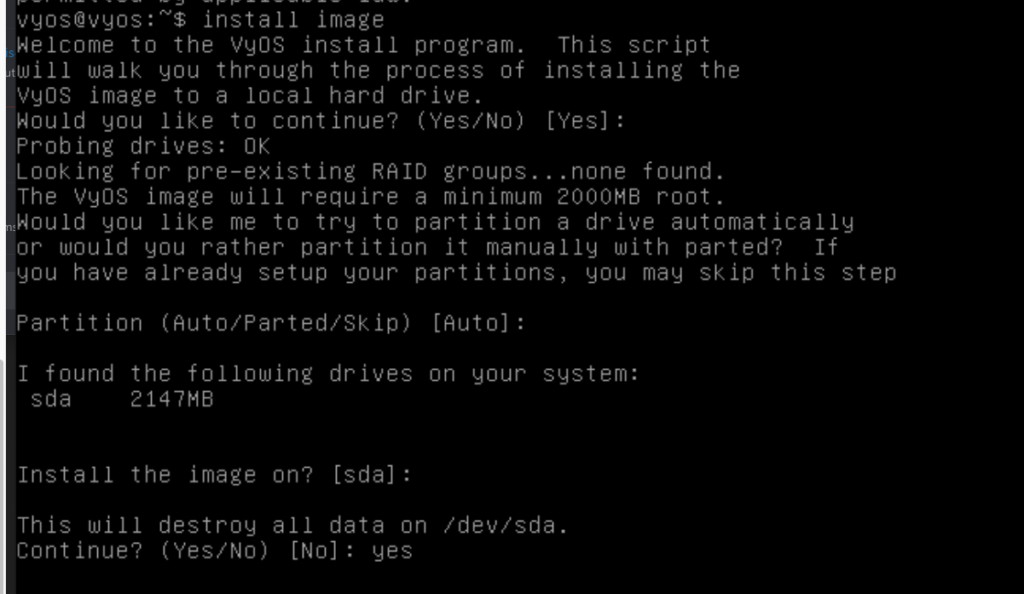 vyos@vyos:~$ install image
Welcome to the VyOS install program.  This script
will walk you through the process of installing the
VyOS image to a local hard drive.
Would you like to continue? (Yes/No) [Yes]:
Probing drives: OK
Looking for pre-existing RAID groups...none found.
The VyOS image will require a minimum 2000MB root.
Would you like me to try to partition a drive automatically
or would you rather partition it manually with parted?  If
you have already setup your partitions, you may skip this step
Partition (Auto/Parted/Skip) [Auto]:
I found the following drives on your system:
 sda    2147MB
Install the image on? [sda]:
This will destroy all data on /dev/sda.
Continue? (Yes/No) [No]: yes